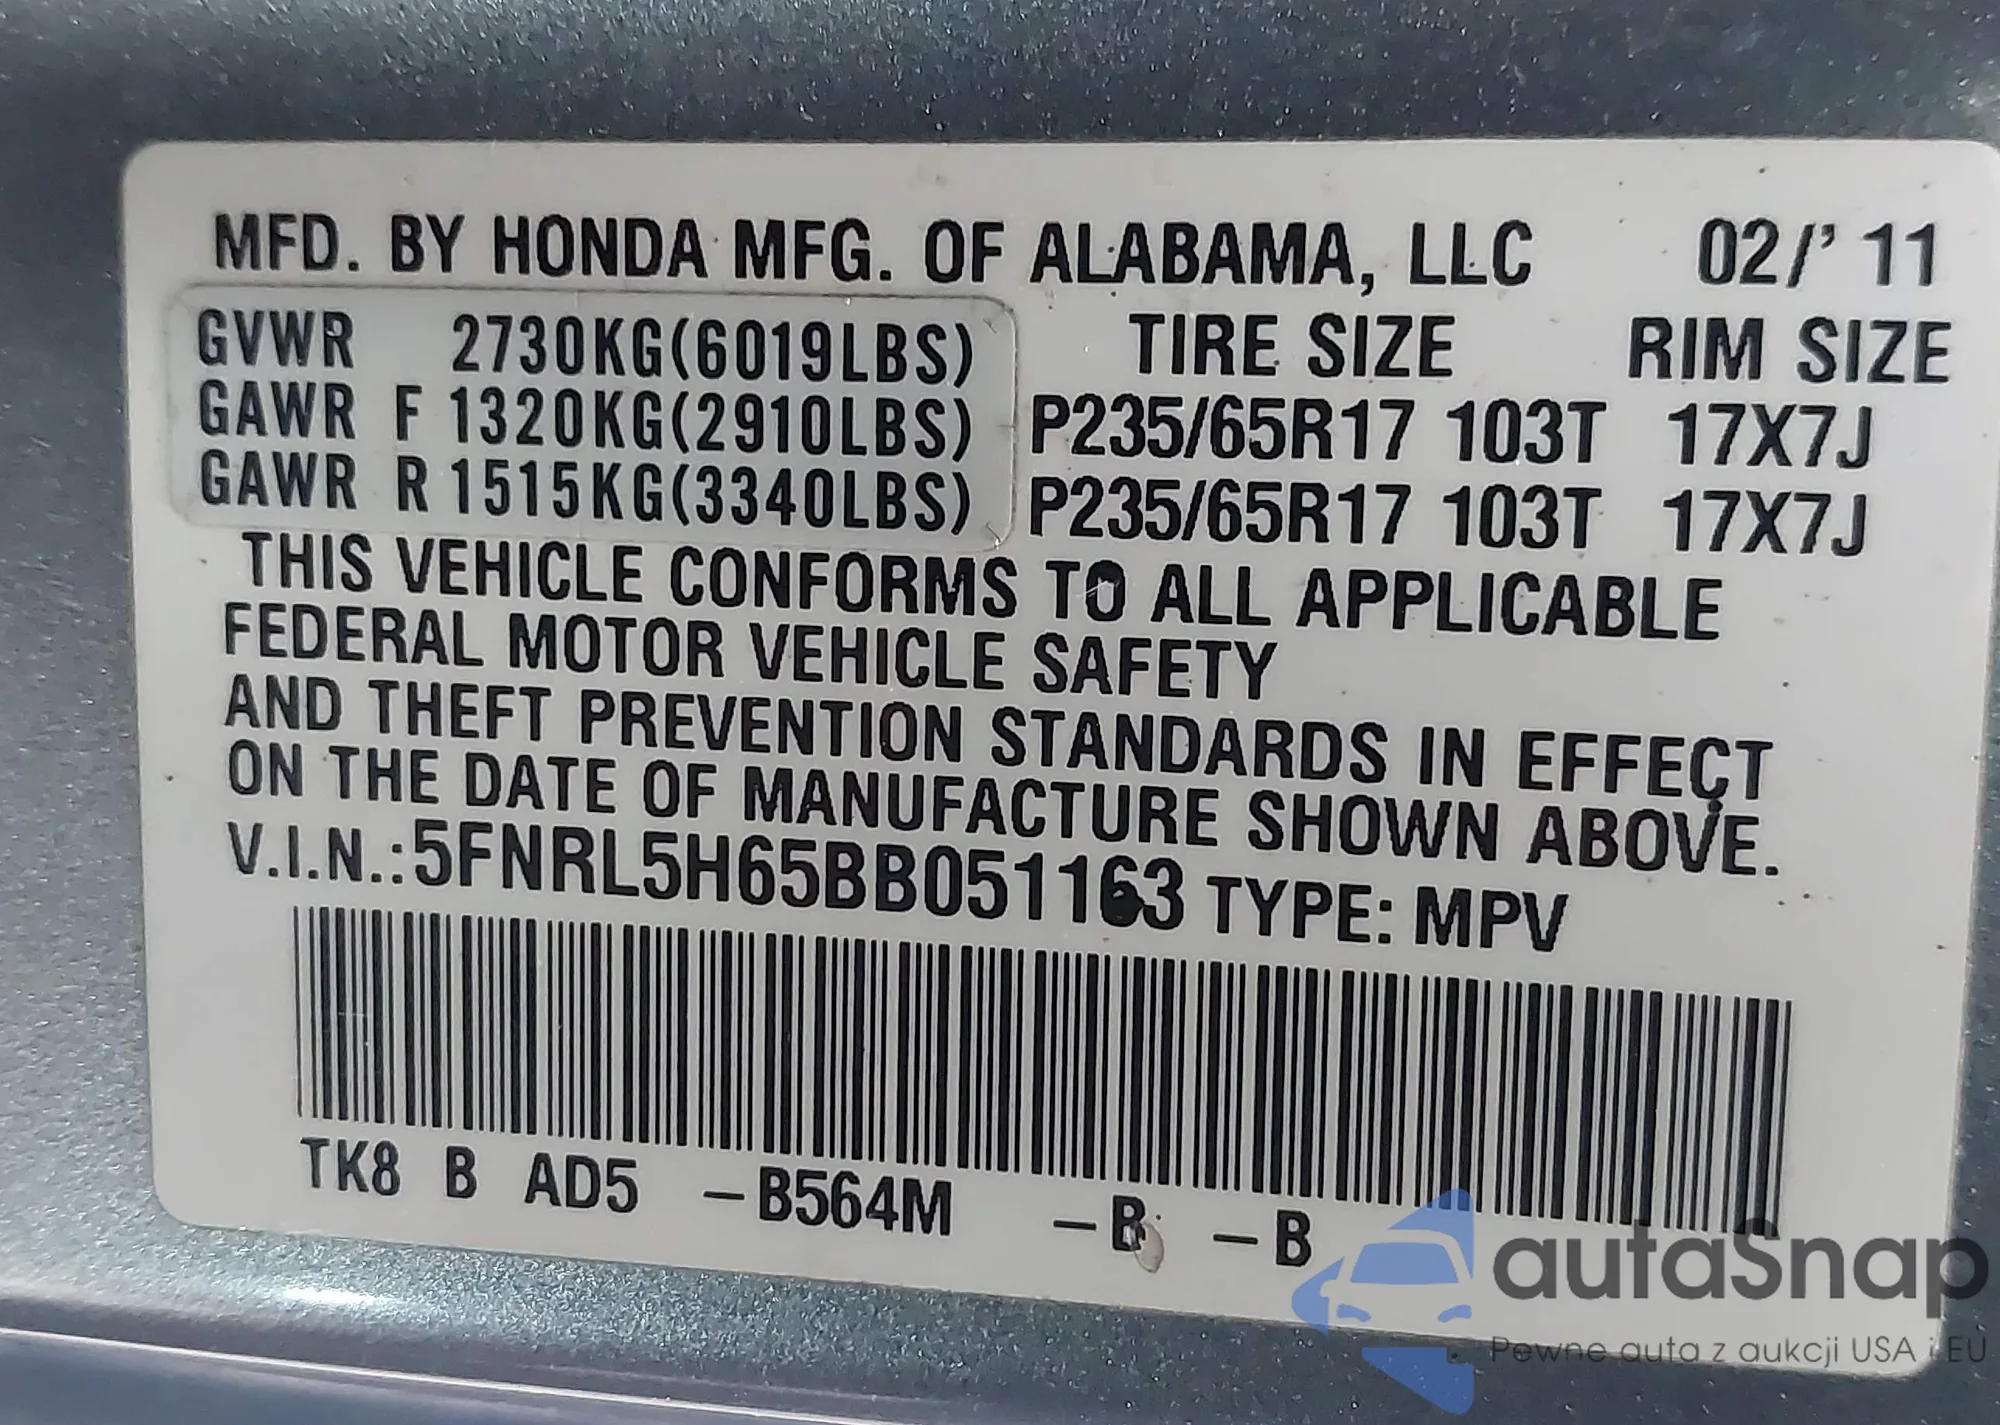 MFD. BY HONDA MFG. OF ALABAMA, LLC 02/' 11
GVWR 2730KG(6019LBS) TIRE SIZE RIM SIZE
GAWR F 1320KG(2910LBS) P235/65R17 103T 17X7J
GAWR R 1515KG(3340LBS) P235/65R17 103T 17X7J
THIS VEHICLE CONFORMS TO ALL APPLICABLE
FEDERAL MOTOR VEHICLE SAFETY
AND THEFT PREVENTION STANDARDS IN EFFECT
ON THE DATE OF MANUFACTURE SHOWN ABOVE.
V.I.N.:5FNRL5H65BB051163 TYPE: MPV
TK8 B AD5 -B564M -B -B
autaSnap
Pewne auta z aukcji USA i EU